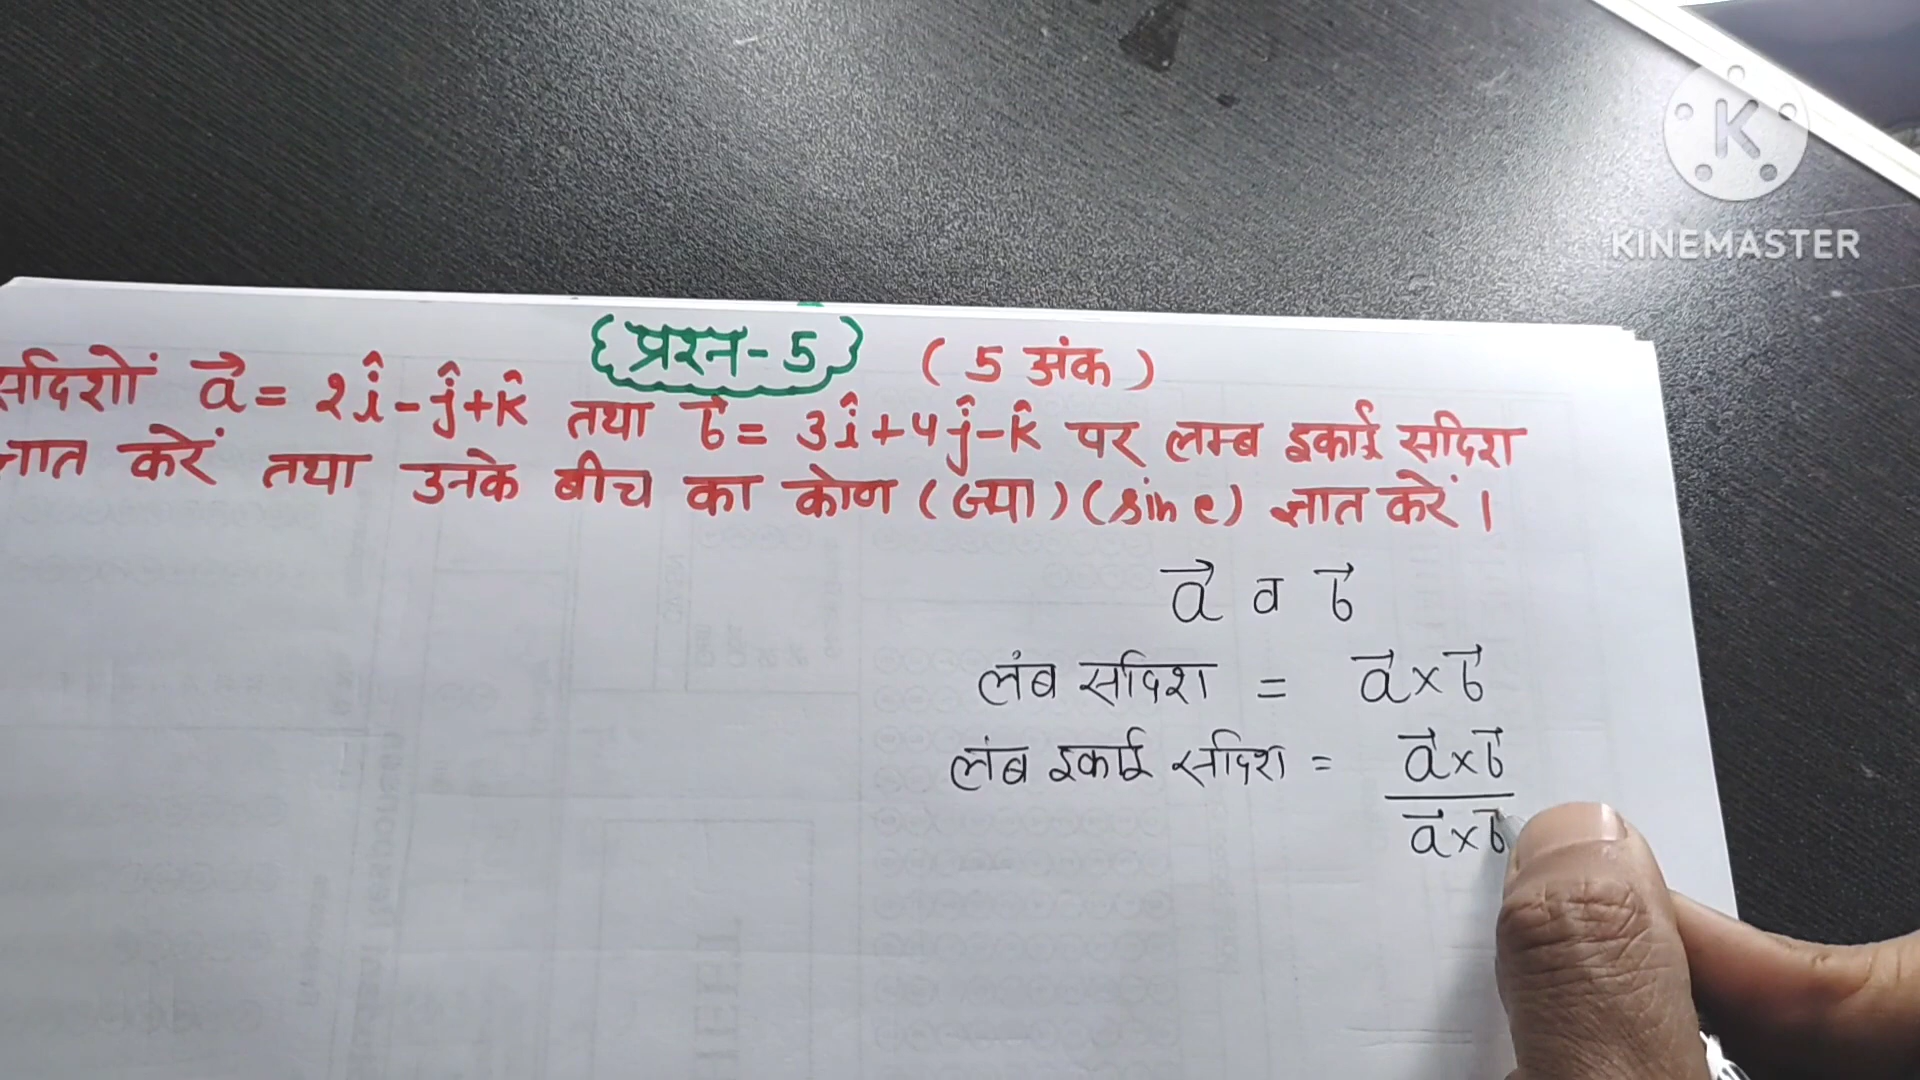 KINEMASTER
{प्रश्न-5} (5 अंक)
सदिशों a⃗ = 2î-ĵ+k̂ तथा b⃗ = 3î+4ĵ-k̂ पर लम्ब इकाई सदिश
ज्ञात करें तथा उनके बीच का कोण (ज्या) (sin e) ज्ञात करें।
a⃗ व b⃗
लंब सदिश = a⃗×b⃗
लंब इकाई सदिश = a⃗×b⃗
a⃗×b⃗